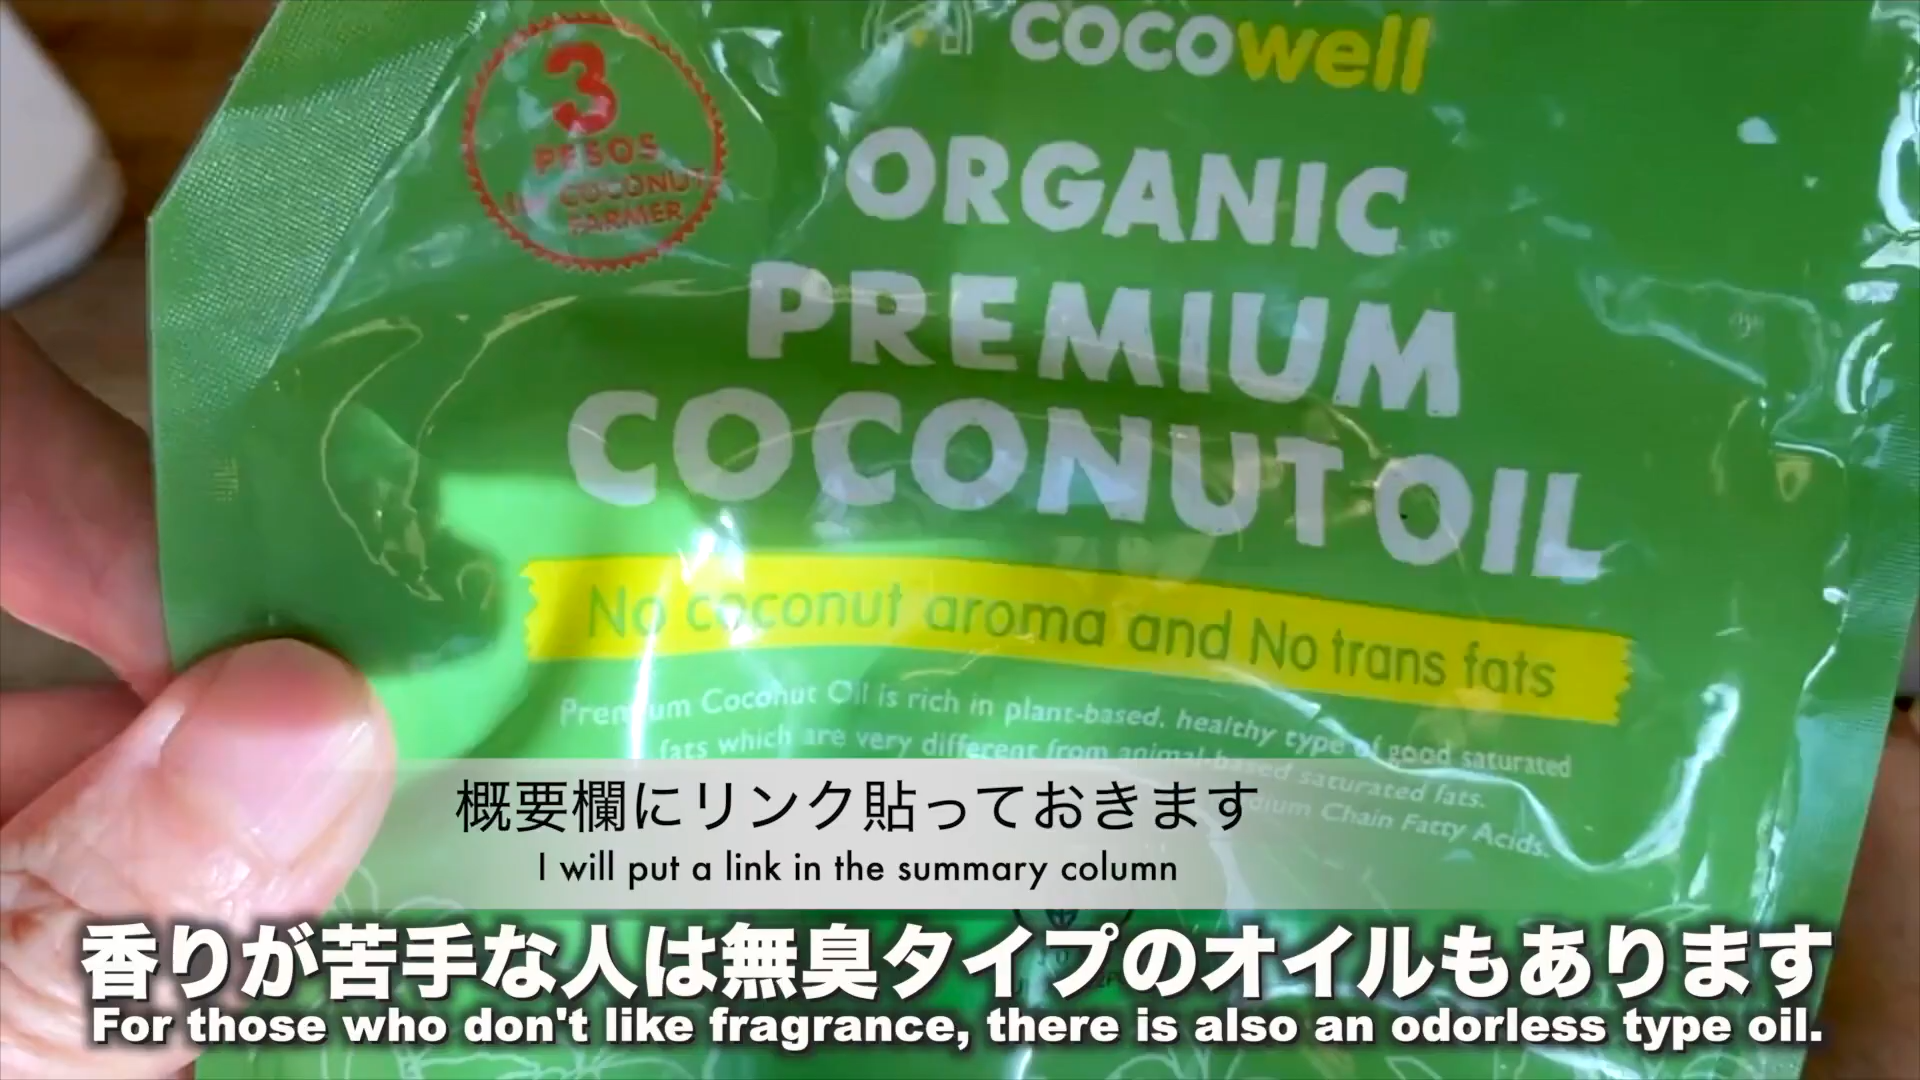 cocowell
3
PESOS
for COCONUT
FARMER
ORGANIC
PREMIUM
COCONUT OIL
No coconut aroma and No trans fats
Premium Coconut Oil is rich in plant-based, healthy type of good saturated
fats which are very different from animal-based saturated fats.
Medium Chain Fatty Acids.
概要欄にリンク貼っておきます
I will put a link in the summary column
香りが苦手な人は無臭タイプのオイルもあります
For those who don't like fragrance, there is also an odorless type oil.